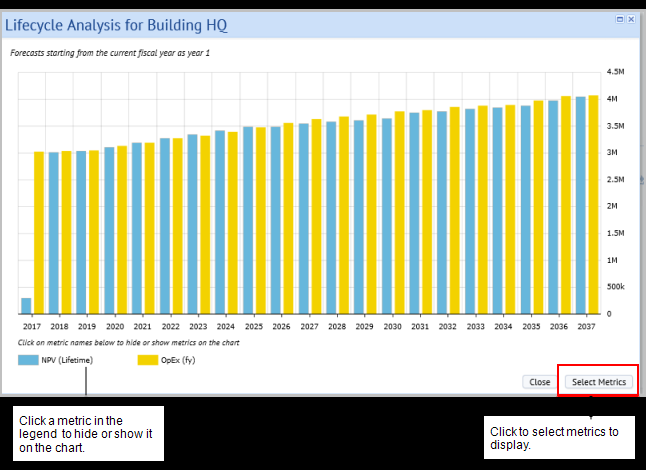 Lifecycle Analysis for Building HQ
Forecasts starting from the current fiscal year as year 1
4.5M
4M
3.5M
3M
2.5M
2M
1.5M
1M
500k
0
2017 2018 2019 2020 2021 2022 2023 2024 2025 2026 2027 2028 2029 2030 2031 2032 2033 2034 2035 2036 2037
Click on metric names below to hide or show metrics on the chart
NPV (Lifetime) OpEx (fy)
Close Select Metrics
Click a metric in the
legend to hide or show it
on the chart.
Click to select metrics to
display.